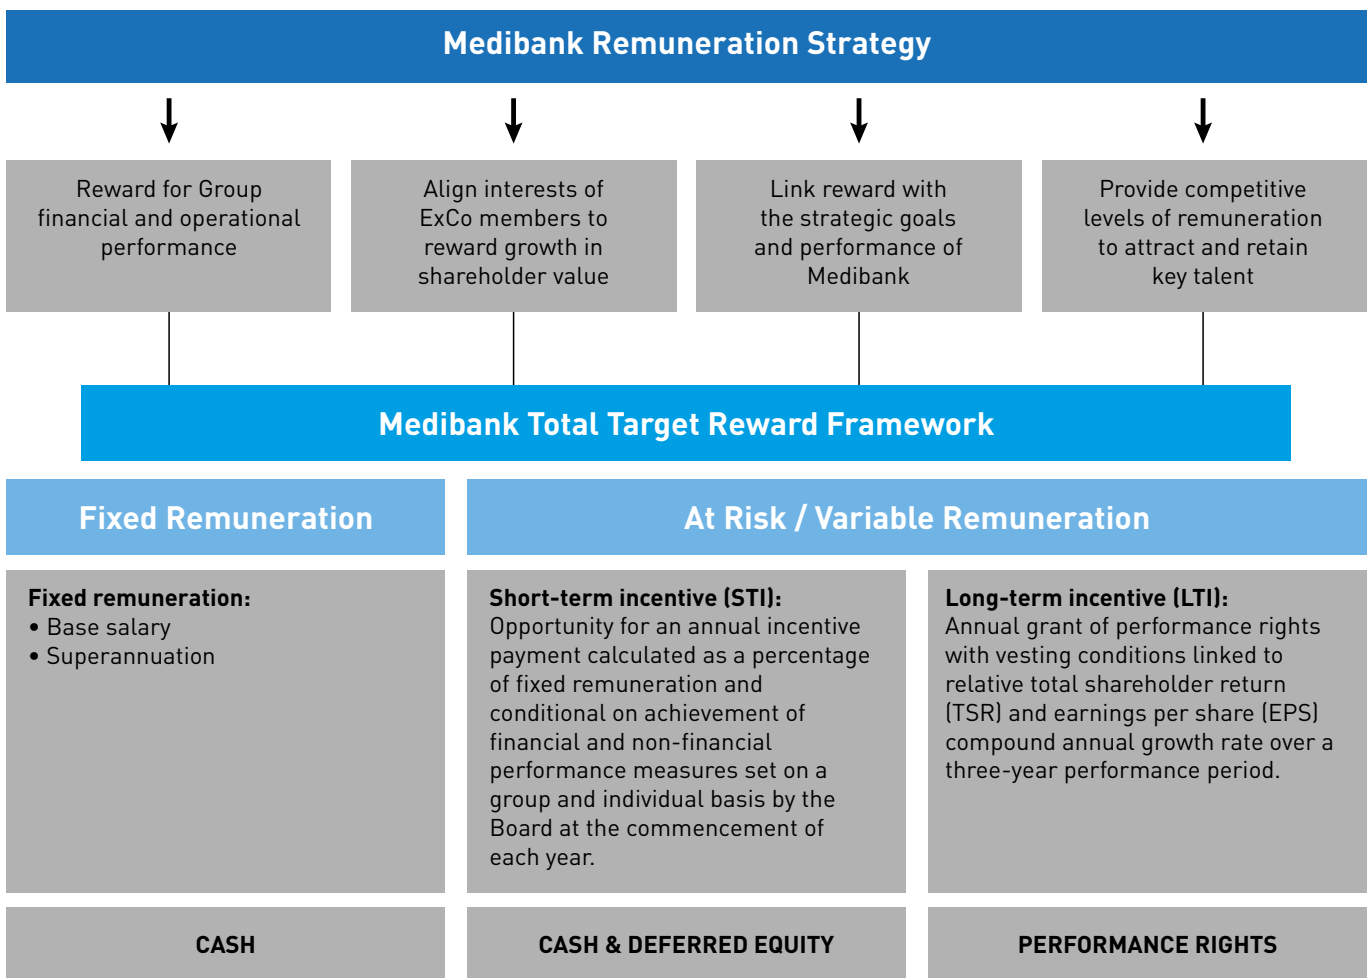 Medibank Remuneration Strategy
Reward for Group
financial and operational
performance
Align interests of
ExCo members to
reward growth in
shareholder value
Link reward with
the strategic goals
and performance of
Medibank
Provide competitive
levels of remuneration
to attract and retain
key talent
Medibank Total Target Reward Framework
Fixed Remuneration
At Risk / Variable Remuneration
Fixed remuneration:
• Base salary
• Superannuation
Short-term incentive (STI):
Opportunity for an annual incentive
payment calculated as a percentage
of fixed remuneration and
conditional on achievement of
financial and non-financial
performance measures set on a
group and individual basis by the
Board at the commencement of
each year.
Long-term incentive (LTI):
Annual grant of performance rights
with vesting conditions linked to
relative total shareholder return
(TSR) and earnings per share (EPS)
compound annual growth rate over a
three-year performance period.
CASH
CASH & DEFERRED EQUITY
PERFORMANCE RIGHTS